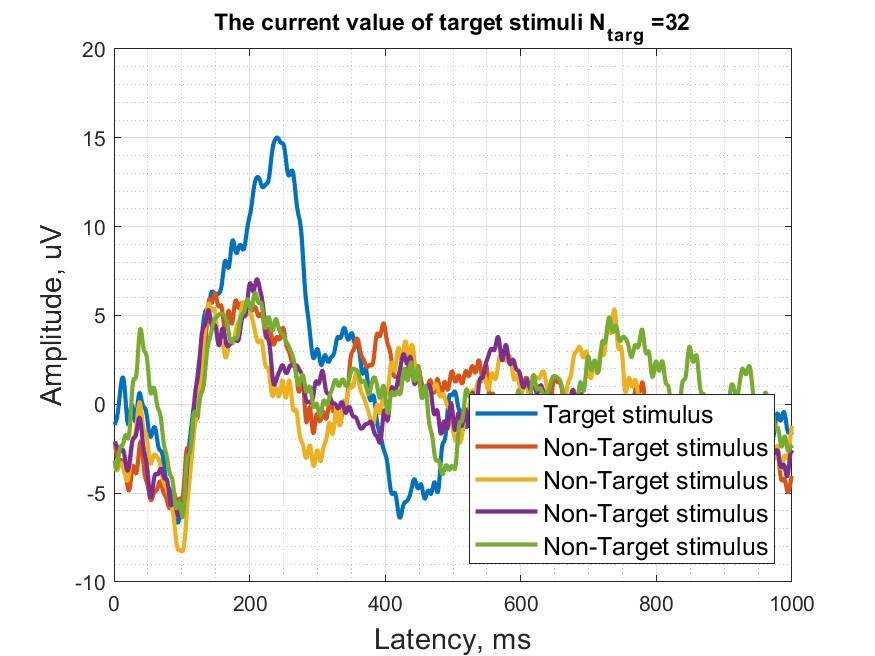 The current value of target stimuli N_targ =32
20
15
10
5
0
-5
-10
Amplitude, uV
Target stimulus
Non-Target stimulus
Non-Target stimulus
Non-Target stimulus
Non-Target stimulus
0 200 400 600 800 1000
Latency, ms